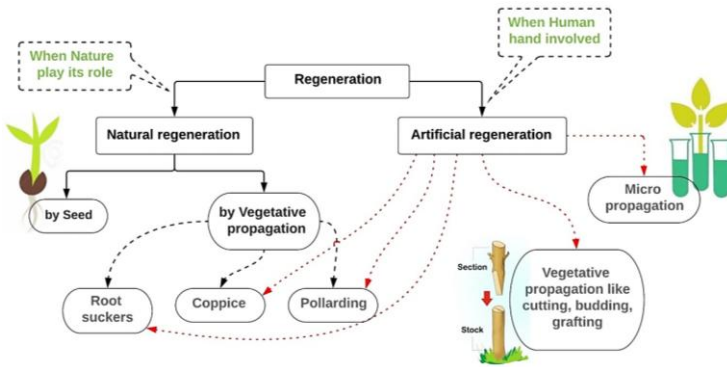 When Nature
play its role
When Human
hand involved
Regeneration
Natural regeneration
Artificial regeneration
by Seed
by Vegetative
propagation
Micro
propagation
Root
suckers
Coppice
Pollarding
Section
Stock
Vegetative
propagation like
cutting, budding,
grafting